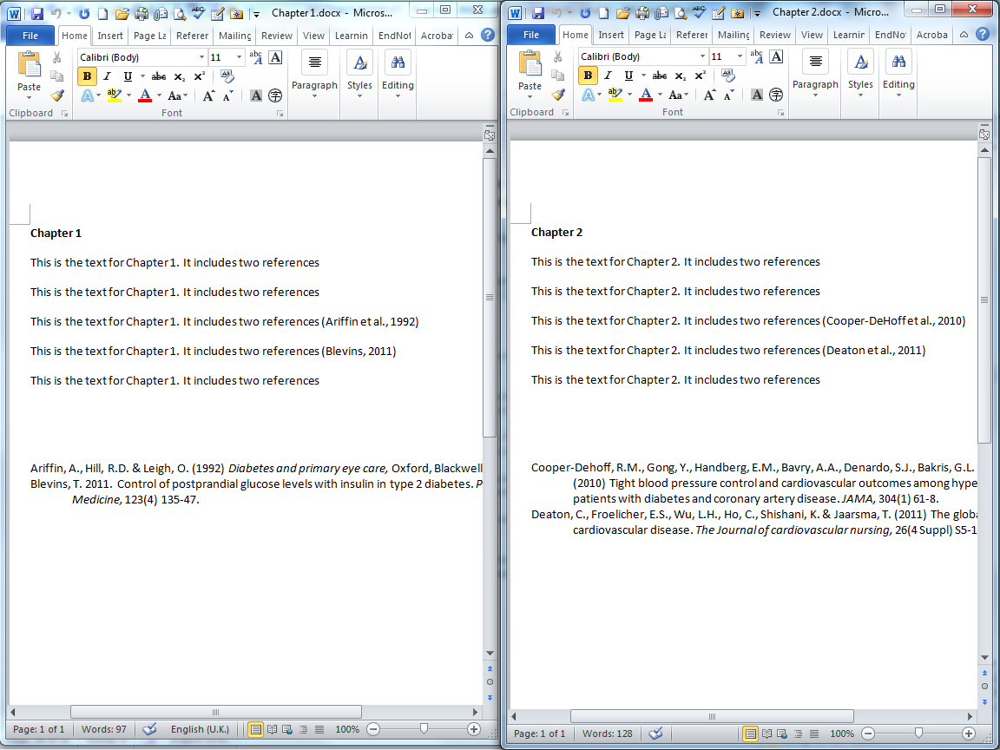 Chapter 1.docx - Micros...
File Home Insert Page La Referer Mailing Review View Learnin EndNot Acroba
Calibri (Body) 11
Paste
B I U abc x₂ x²
Aa A A A
Paragraph Styles Editing
Clipboard Font
Chapter 1
This is the text for Chapter 1. It includes two references
This is the text for Chapter 1. It includes two references
This is the text for Chapter 1. It includes two references (Ariffin et al., 1992)
This is the text for Chapter 1. It includes two references (Blevins, 2011)
This is the text for Chapter 1. It includes two references
Ariffin, A., Hill, R.D. & Leigh, O. (1992) Diabetes and primary eye care, Oxford, Blackwell
Blevins, T. 2011. Control of postprandial glucose levels with insulin in type 2 diabetes. P
Medicine, 123(4) 135-47.
Page: 1 of 1 Words: 97 English (U.K.) 100%
Chapter 2.docx - Micro...
File Home Insert Page La Referer Mailing Review View Learnin EndNo Acroba
Calibri (Body) 11
Paste
B I U abc x₂ x²
Aa A A A
Paragraph Styles Editing
Clipboard Font
Chapter 2
This is the text for Chapter 2. It includes two references
This is the text for Chapter 2. It includes two references
This is the text for Chapter 2. It includes two references (Cooper-DeHoff et al., 2010)
This is the text for Chapter 2. It includes two references (Deaton et al., 2011)
This is the text for Chapter 2. It includes two references
Cooper-Dehoff, R.M., Gong, Y., Handberg, E.M., Bavry, A.A., Denardo, S.J., Bakris, G.L.
(2010) Tight blood pressure control and cardiovascular outcomes among hype
patients with diabetes and coronary artery disease. JAMA, 304(1) 61-8.
Deaton, C., Froelicher, E.S., Wu, L.H., Ho, C., Shishani, K. & Jaarsma, T. (2011) The globa
cardiovascular disease. The Journal of cardiovascular nursing, 26(4 Suppl) S5-1
Page: 1 of 1 Words: 128 100%